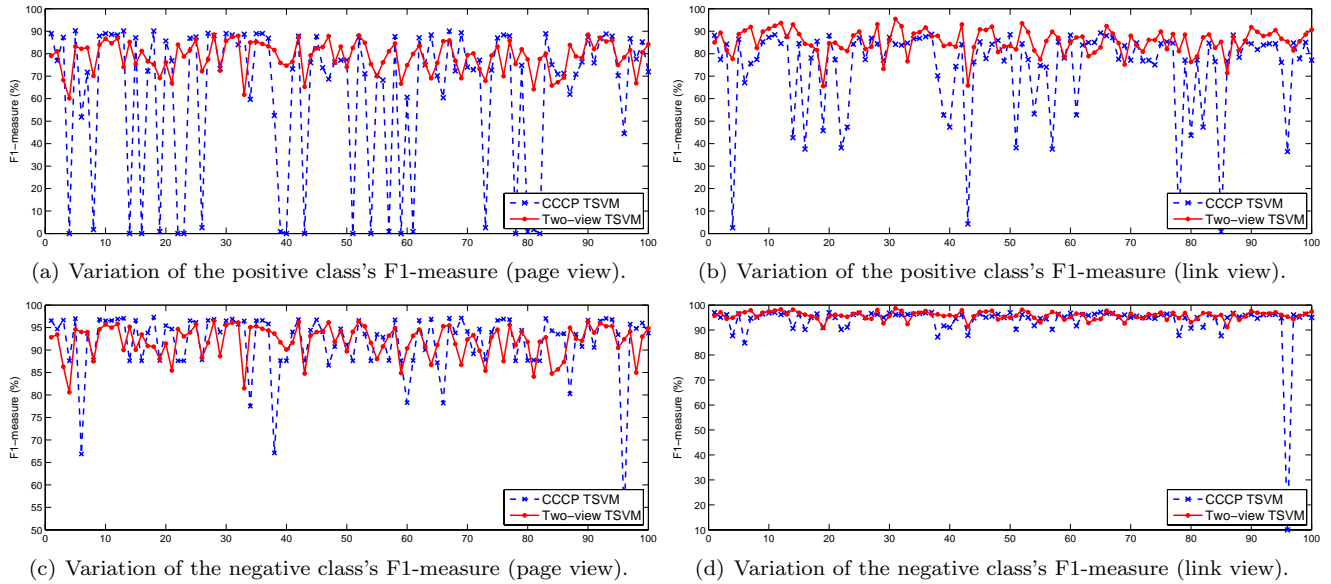 100
90
80
70
60
50
40
30
20
10
0
F1−measure (%)
0 10 20 30 40 50 60 70 80 90 100
CCCP TSVM
Two−view TSVM
(a) Variation of the positive class's F1-measure (page view).
100
90
80
70
60
50
40
30
20
10
0
F1−measure (%)
0 10 20 30 40 50 60 70 80 90 100
CCCP TSVM
Two−view TSVM
(b) Variation of the positive class's F1-measure (link view).
100
95
90
85
80
75
70
65
60
55
50
F1−measure (%)
0 10 20 30 40 50 60 70 80 90 100
CCCP TSVM
Two−view TSVM
(c) Variation of the negative class's F1-measure (page view).
100
90
80
70
60
50
40
30
20
10
F1−measure (%)
0 10 20 30 40 50 60 70 80 90 100
CCCP TSVM
Two−view TSVM
(d) Variation of the negative class's F1-measure (link view).